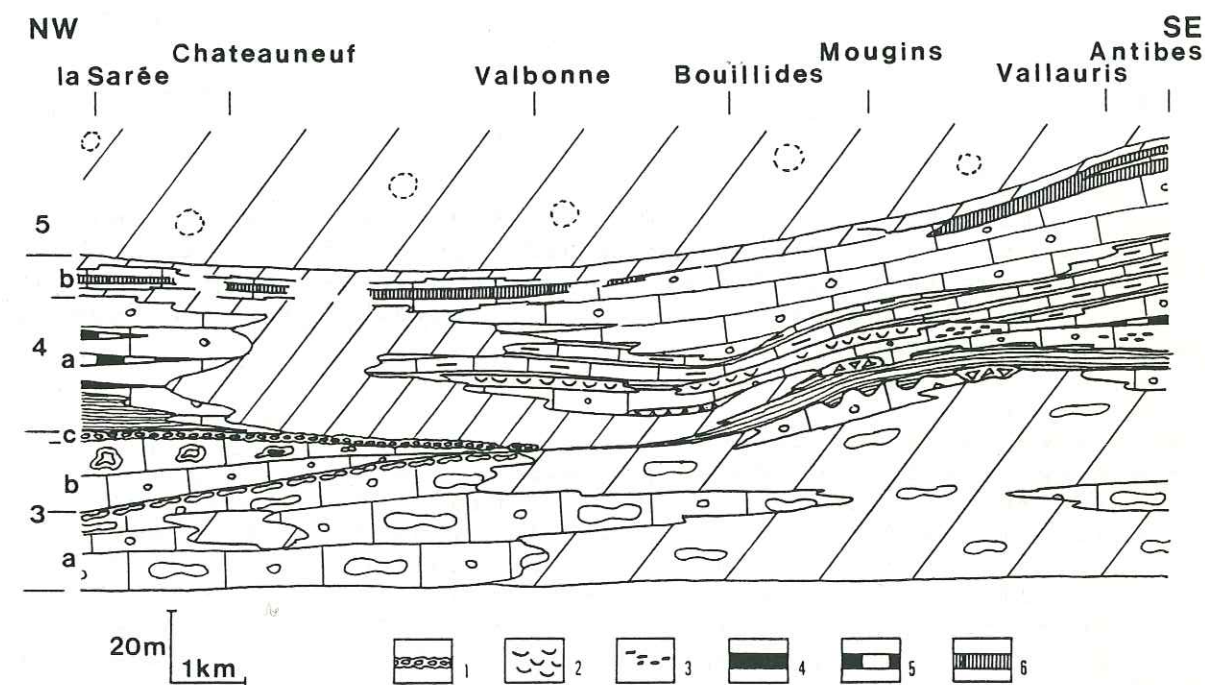 NW
SE
Chateauneuf
Mougins
Antibes
la Sarée
Valbonne
Bouillides
Vallauris
5
b
4
a
c
b
3
a
20m
1km
1
2
3
4
5
6